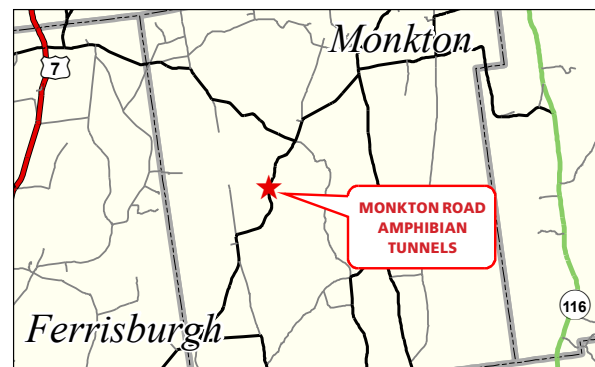 Monkton
7
MONKTON ROAD
AMPHIBIAN
TUNNELS
116
Ferrisburgh